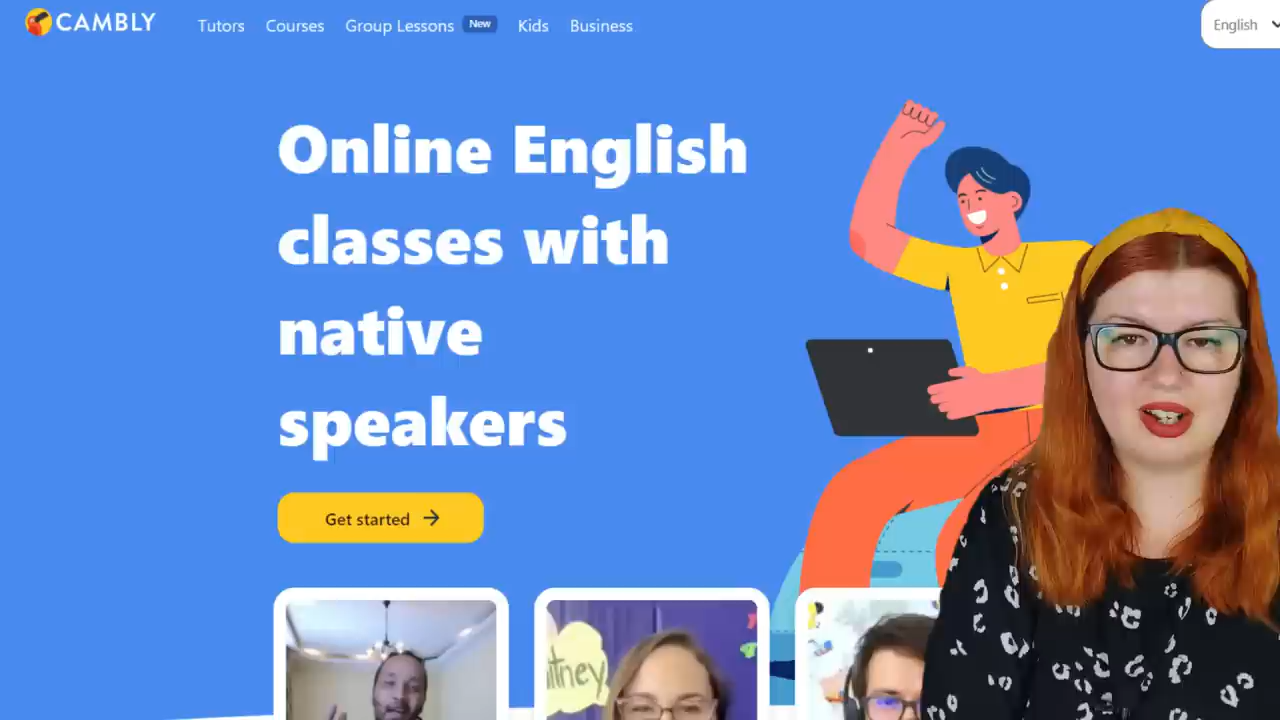 CAMBLY
Tutors Courses Group Lessons New Kids Business
English
Online English
classes with
native
speakers
Get started